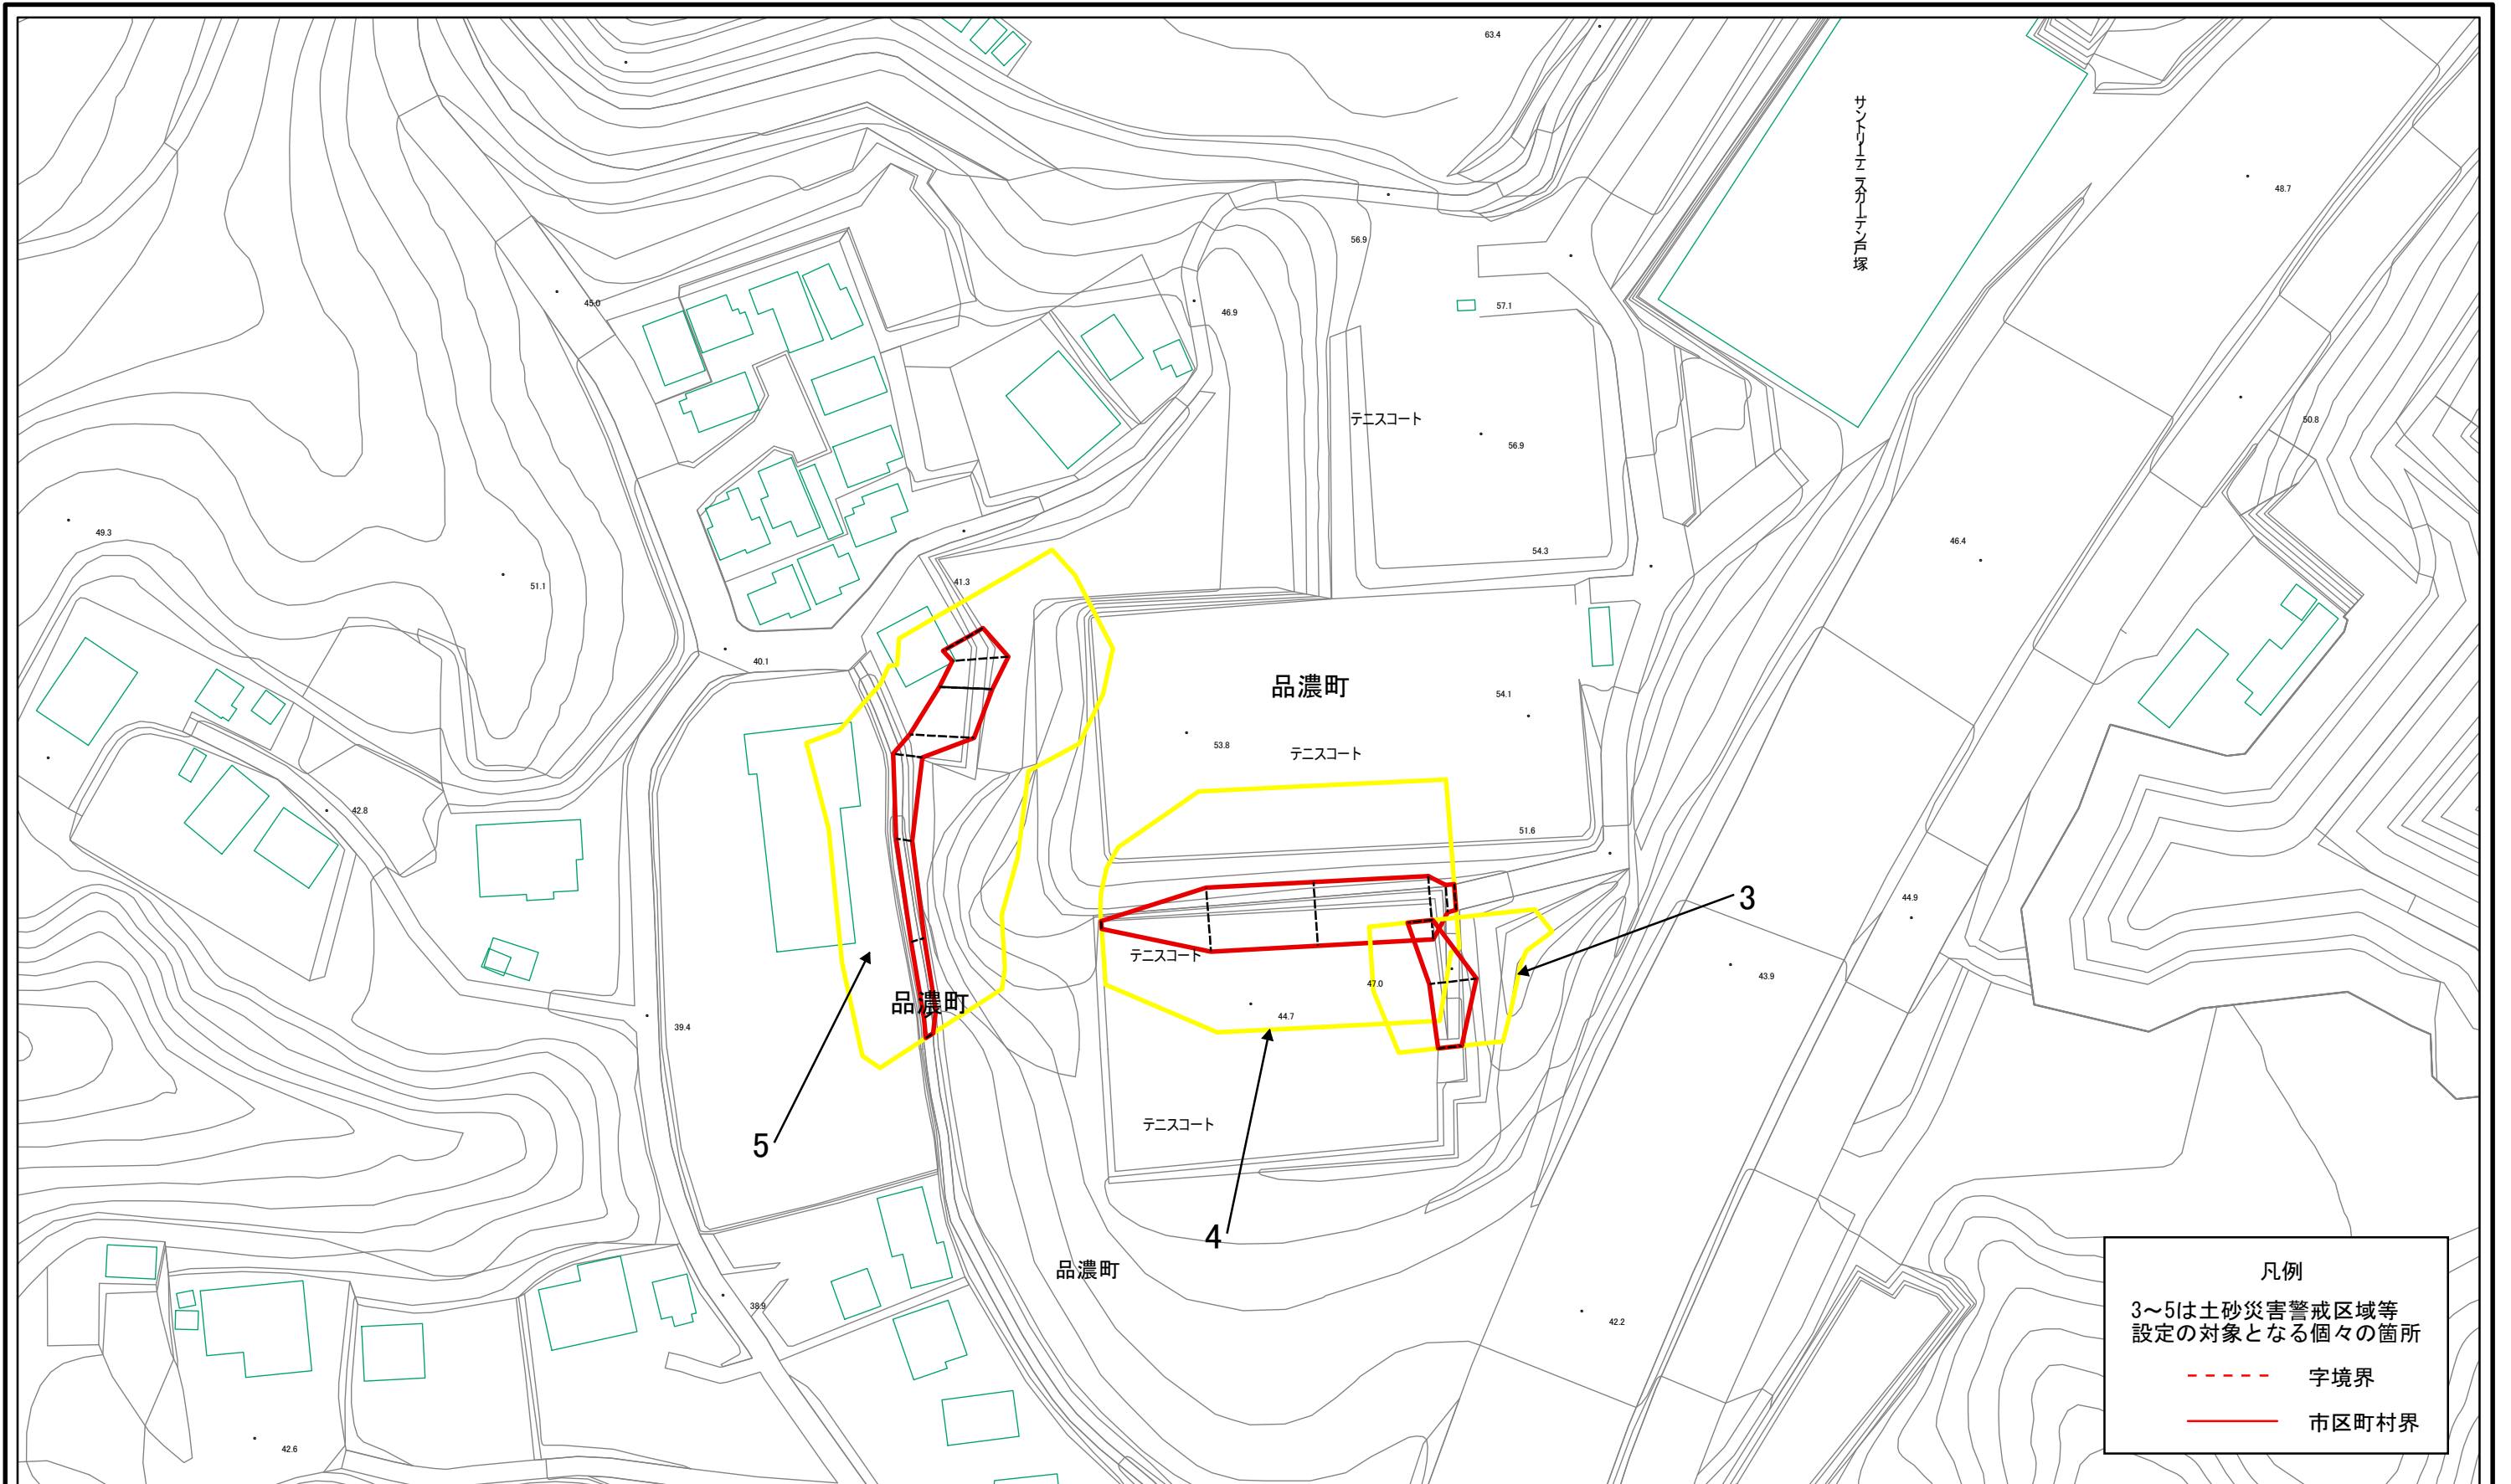 63.4
サントリーテニスガーデン戸塚
48.7
56.9
45.0
46.9
57.1
テニスコート
56.9
50.8
49.3
54.3
46.4
51.1
41.3
40.1
品濃町
54.1
53.8
テニスコート
42.8
51.6
3
44.9
テニスコート
43.9
47.0
品濃町
44.7
39.4
テニスコート
5
4
品濃町
38.9
42.2
42.6
凡例
3～5は土砂災害警戒区域等
設定の対象となる個々の箇所
字境界
市区町村界